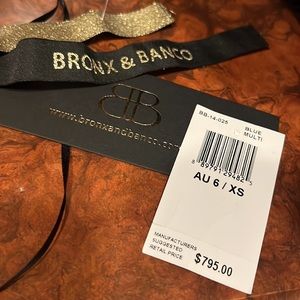 BRONX & BANCO
BB
www.bronxandbanco.com
BB-14-025
BLUE
MULTI
AU 6 / XS
MANUFACTURERS
SUGGESTED
RETAIL PRICE
$795.00